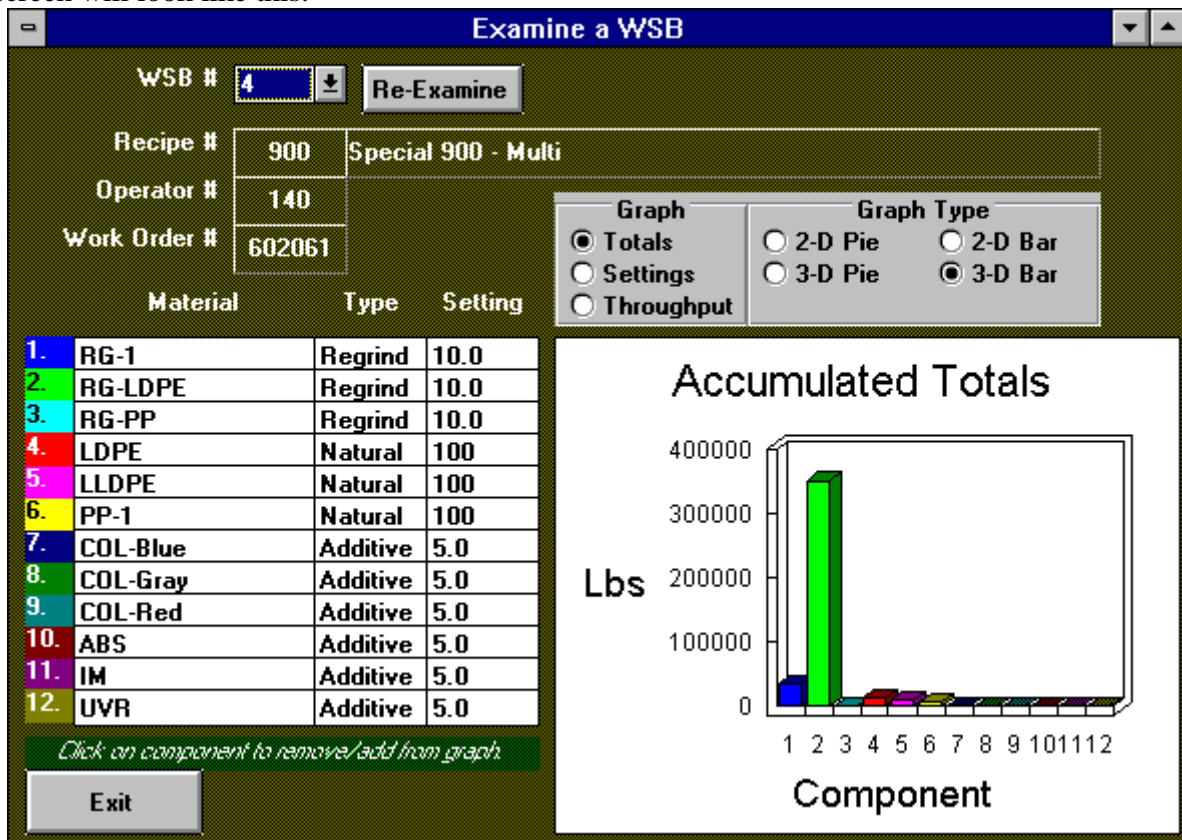 screen will look like this:
Examine a WSB
WSB # 4 Re-Examine
Recipe # 900 Special 900 - Multi
Operator # 140
Work Order # 602061
Graph Graph Type
Totals 2-D Pie 2-D Bar
Settings 3-D Pie 3-D Bar
Throughput
Material Type Setting
1. RG-1 Regrind 10.0
2. RG-LDPE Regrind 10.0
3. RG-PP Regrind 10.0
4. LDPE Natural 100
5. LLDPE Natural 100
6. PP-1 Natural 100
7. COL-Blue Additive 5.0
8. COL-Gray Additive 5.0
9. COL-Red Additive 5.0
10. ABS Additive 5.0
11. IM Additive 5.0
12. UVR Additive 5.0
Click on component to remove/add from graph.
Exit
Accumulated Totals
400000
300000
Lbs 200000
100000
0
1 2 3 4 5 6 7 8 9 101112
Component